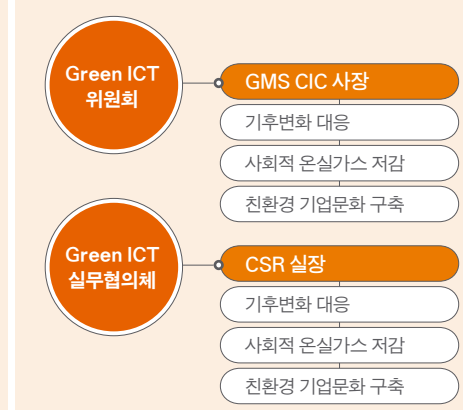 Green ICT
위원회
GMS CIC 사장
기후변화 대응
사회적 온실가스 저감
친환경 기업문화 구축
Green ICT
실무협의체
CSR 실장
기후변화 대응
사회적 온실가스 저감
친환경 기업문화 구축